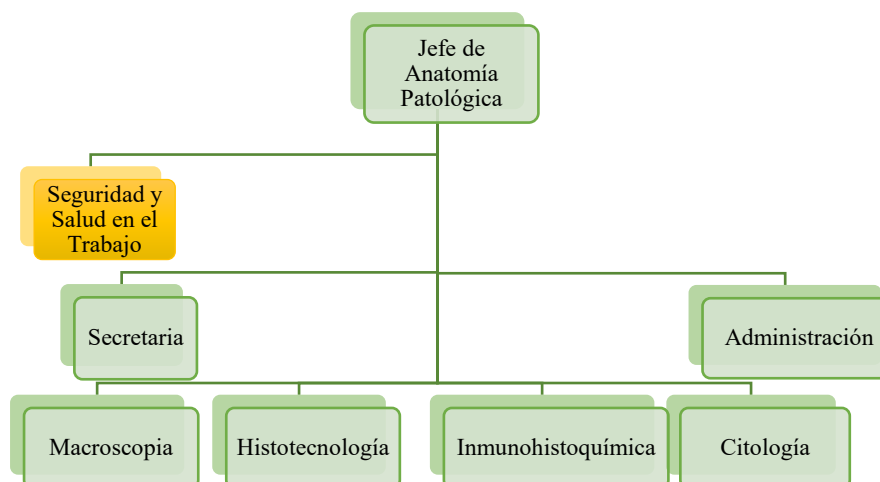 Jefe de
Anatomía
Patológica
Seguridad y
Salud en el
Trabajo
Secretaria
Administración
Macroscopia
Histotecnología
Inmunohistoquímica
Citología